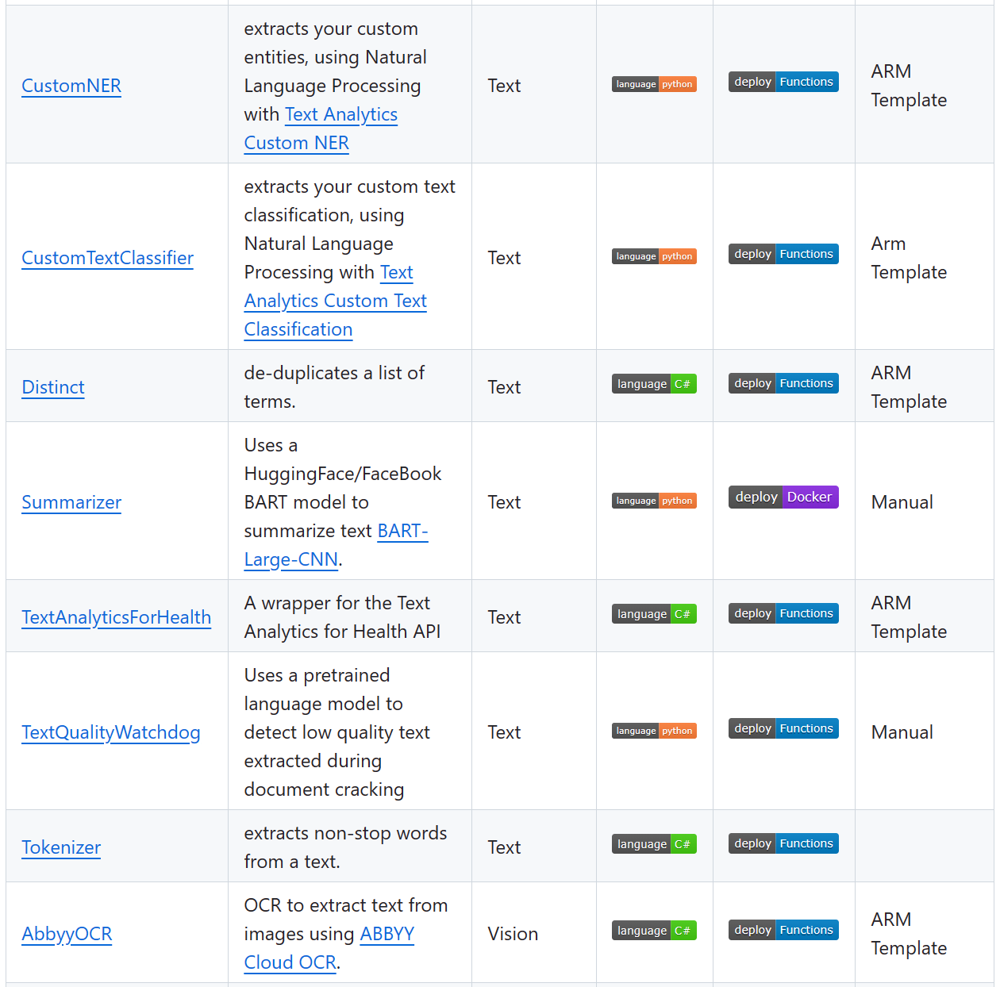 CustomNER
extracts your custom
entities, using Natural
Language Processing
with Text Analytics
Custom NER
Text
language python
deploy Functions
ARM
Template
CustomTextClassifier
extracts your custom text
classification, using
Natural Language
Processing with Text
Analytics Custom Text
Classification
Text
language python
deploy Functions
Arm
Template
Distinct
de-duplicates a list of
terms.
Text
language C#
deploy Functions
ARM
Template
Summarizer
Uses a
HuggingFace/FaceBook
BART model to
summarize text BART-
Large-CNN.
Text
language python
deploy Docker
Manual
TextAnalyticsForHealth
A wrapper for the Text
Analytics for Health API
Text
language C#
deploy Functions
ARM
Template
TextQualityWatchdog
Uses a pretrained
language model to
detect low quality text
extracted during
document cracking
Text
language python
deploy Functions
Manual
Tokenizer
extracts non-stop words
from a text.
Text
language C#
deploy Functions
AbbyyOCR
OCR to extract text from
images using ABBYY
Cloud OCR.
Vision
language C#
deploy Functions
ARM
Template